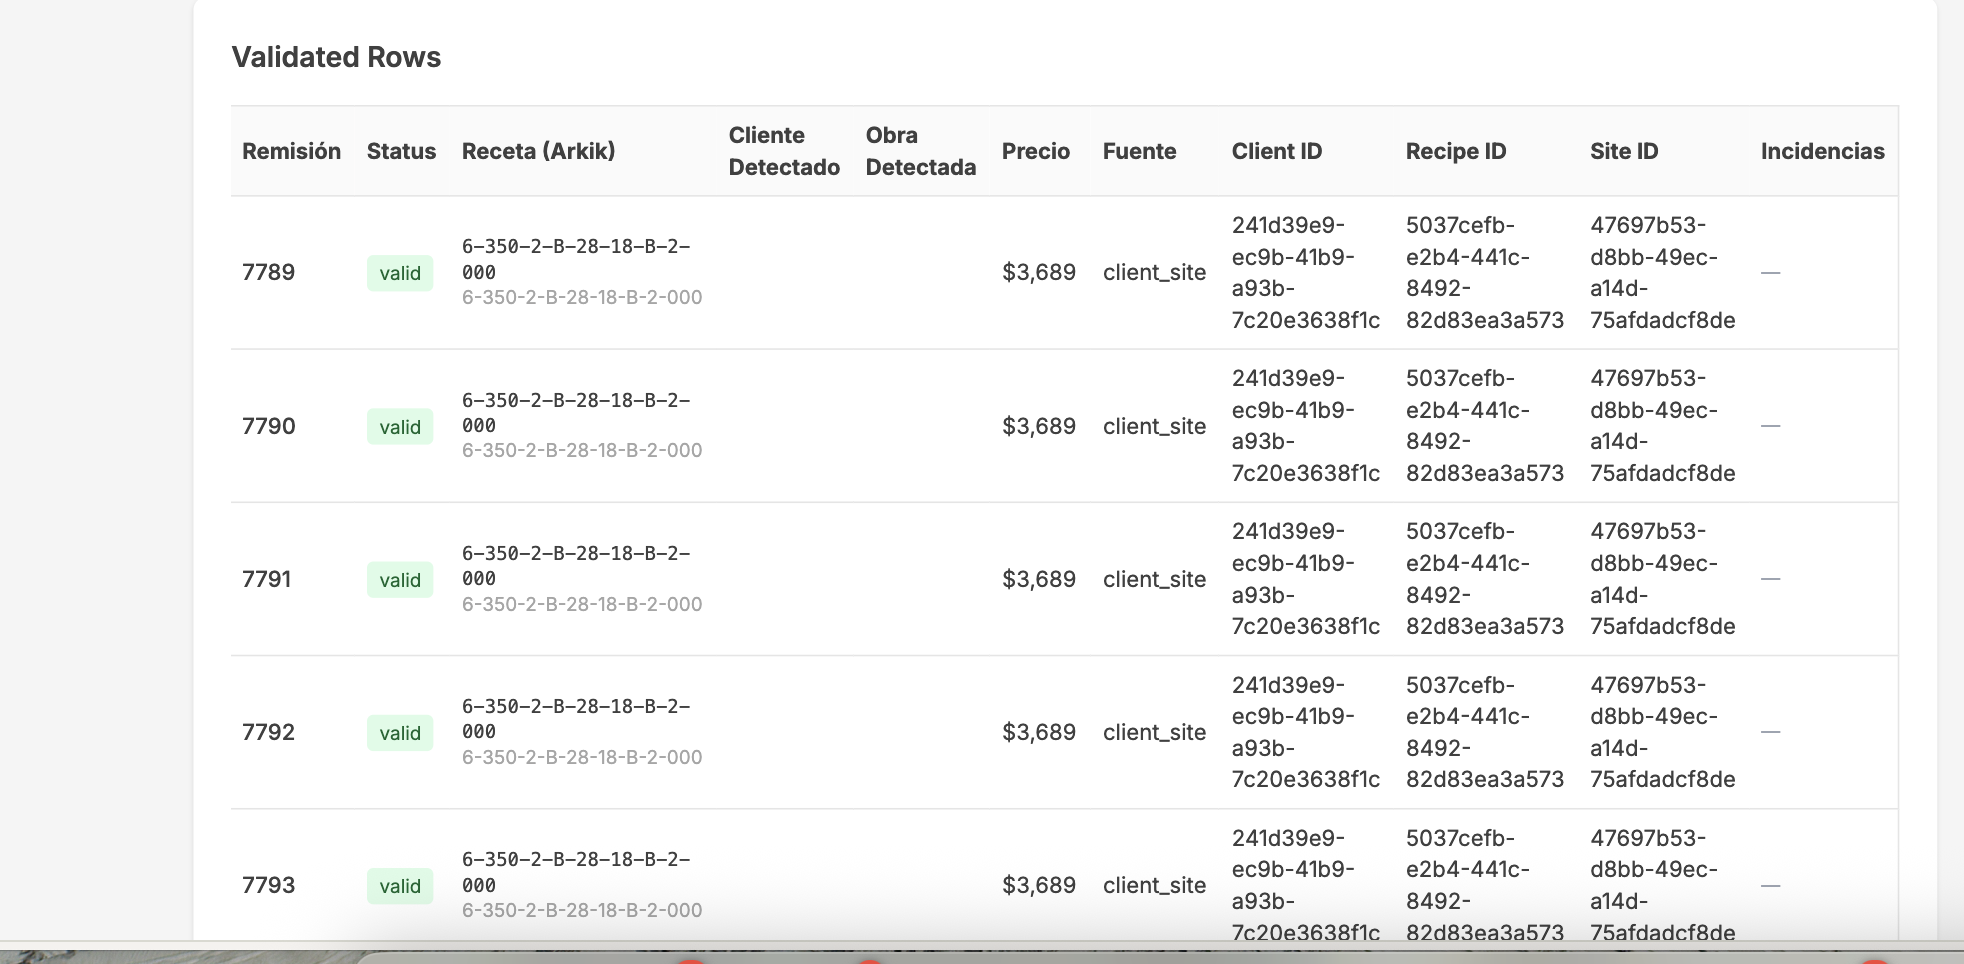 Validated Rows
Remisión Status Receta (Arkik) Cliente Detectado Obra Detectada Precio Fuente Client ID Recipe ID Site ID Incidencias
7789 valid 6-350-2-B-28-18-B-2-
000
6-350-2-B-28-18-B-2-000
$3,689 client_site
241d39e9-
ec9b-41b9-
a93b-
7c20e3638f1c
5037cefb-
e2b4-441c-
8492-
82d83ea3a573
47697b53-
d8bb-49ec-
a14d-
75afdadcf8de
—
7790 valid 6-350-2-B-28-18-B-2-
000
6-350-2-B-28-18-B-2-000
$3,689 client_site
241d39e9-
ec9b-41b9-
a93b-
7c20e3638f1c
5037cefb-
e2b4-441c-
8492-
82d83ea3a573
47697b53-
d8bb-49ec-
a14d-
75afdadcf8de
—
7791 valid 6-350-2-B-28-18-B-2-
000
6-350-2-B-28-18-B-2-000
$3,689 client_site
241d39e9-
ec9b-41b9-
a93b-
7c20e3638f1c
5037cefb-
e2b4-441c-
8492-
82d83ea3a573
47697b53-
d8bb-49ec-
a14d-
75afdadcf8de
—
7792 valid 6-350-2-B-28-18-B-2-
000
6-350-2-B-28-18-B-2-000
$3,689 client_site
241d39e9-
ec9b-41b9-
a93b-
7c20e3638f1c
5037cefb-
e2b4-441c-
8492-
82d83ea3a573
47697b53-
d8bb-49ec-
a14d-
75afdadcf8de
—
7793 valid 6-350-2-B-28-18-B-2-
000
6-350-2-B-28-18-B-2-000
$3,689 client_site
241d39e9-
ec9b-41b9-
a93b-
7c20e3638f1c
5037cefb-
e2b4-441c-
8492-
82d83ea3a573
47697b53-
d8bb-49ec-
a14d-
75afdadcf8de
—